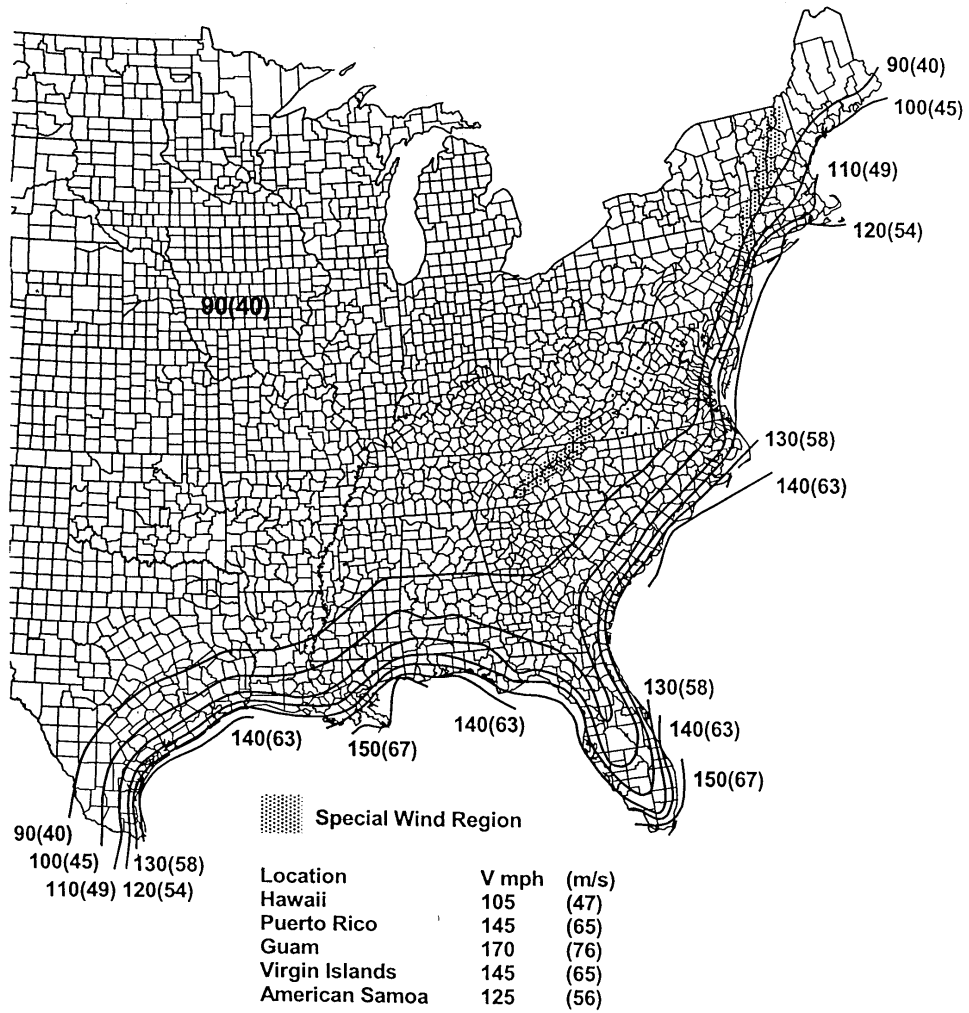 90(40)
100(45)
110(49)
120(54)
90(40)
130(58)
140(63)
130(58)
140(63)
140(63)
140(63)
150(67)
150(67)
Special Wind Region
90(40)
100(45) 130(58)
110(49) 120(54)
Location V mph (m/s)
Hawaii 105 (47)
Puerto Rico 145 (65)
Guam 170 (76)
Virgin Islands 145 (65)
American Samoa 125 (56)